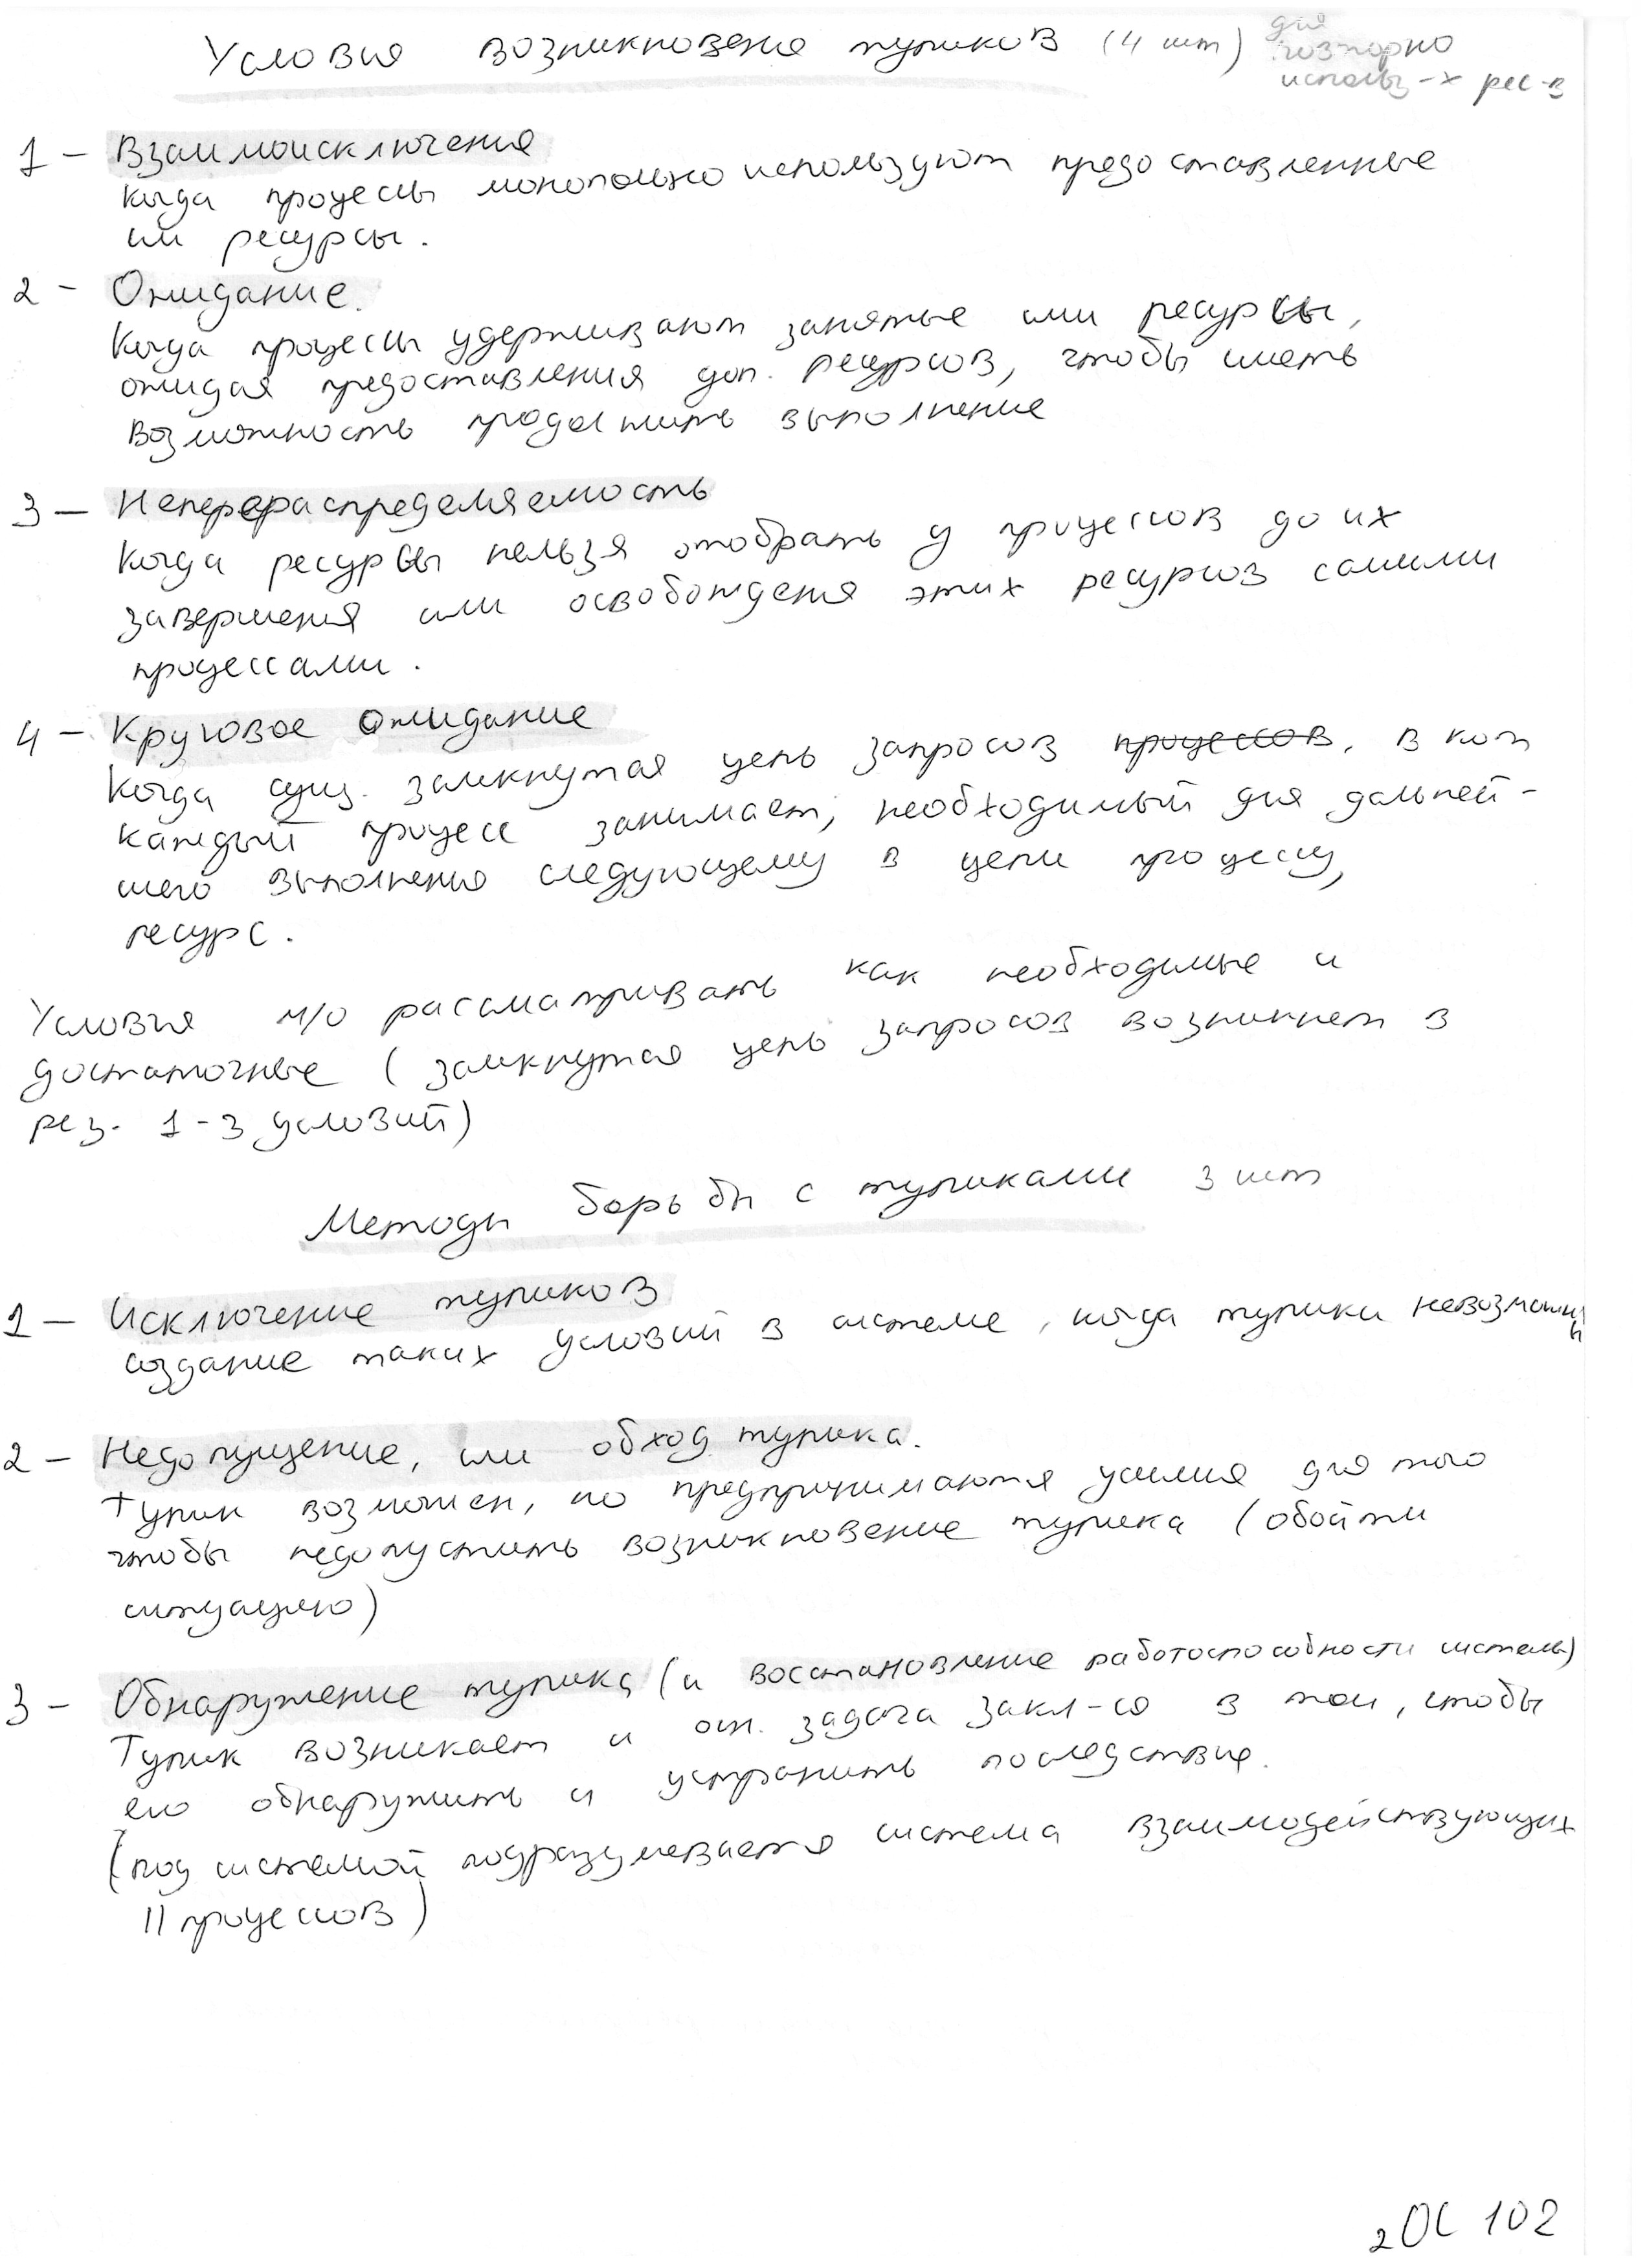 Условия возникновения тупиков (4 шт) для
повторно
использ-х рес-в
1 – Взаимоисключения
когда процессы монопольно используют предоставленные
им ресурсы.
2 - Ожидание.
Когда процессы удерживают занятые ими ресурсы,
ожидая предоставления доп. ресурсов, чтобы иметь
возможность продолжить выполнение
3 – Неперераспределяемость
Когда ресурсы нельзя отобрать у процессов до их
завершения или освобождения этих ресурсов самими
процессами.
4 – Круговое ожидание
Когда сущ. замкнутая цепь запросов процессов, в кот
каждый процесс занимает, необходимый для дальней-
шего выполнения следующему в цепи процессу,
ресурс.
Условия м/о рассматривать как необходимые и
достаточные (замкнутая цепь запросов возникнет в
рез. 1-3 условий)
Методы борьбы с тупиками 3 шт
1 – Исключение тупиков
создание таких условий в системе, когда тупики невозможны
2 – Недопущение, или обход тупика.
Тупик возможен, но предпринимаются усилия для того
чтобы недопустить возникновение тупика (обойти
ситуацию)
3 – Обнаружение тупика (и восстановление работоспособности системы)
Тупик возникает и осн. задача закл-ся в том, чтобы
его обнаружить и устранить последствие.
(под системой подразумевается система взаимодействующих
|| процессов)
2 ОС 102